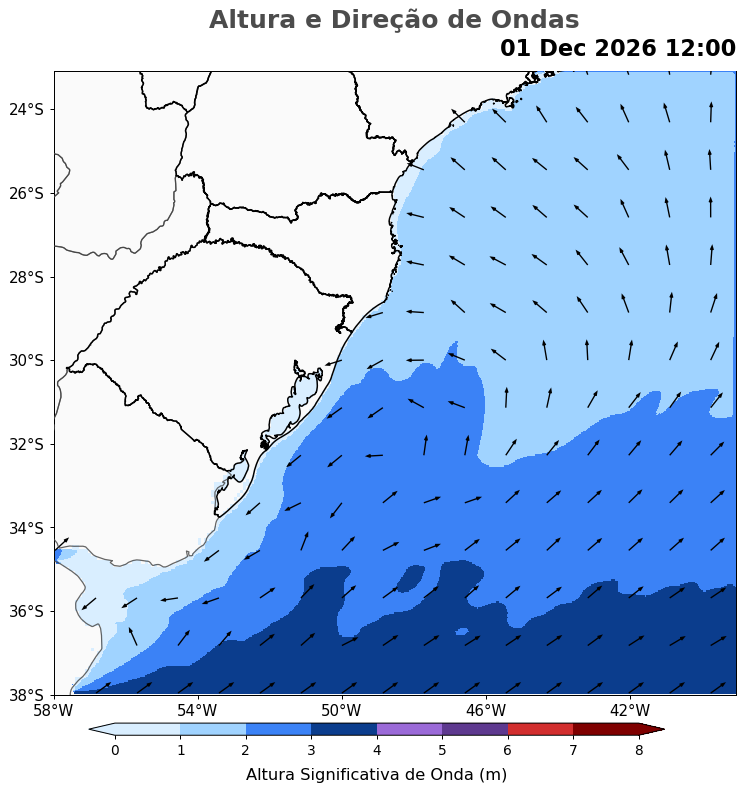 Altura e Direção de Ondas
01 Dec 2026 12:00
24°S
26°S
28°S
30°S
32°S
34°S
36°S
38°S
58°W 54°W 50°W 46°W 42°W
0 1 2 3 4 5 6 7 8
Altura Significativa de Onda (m)